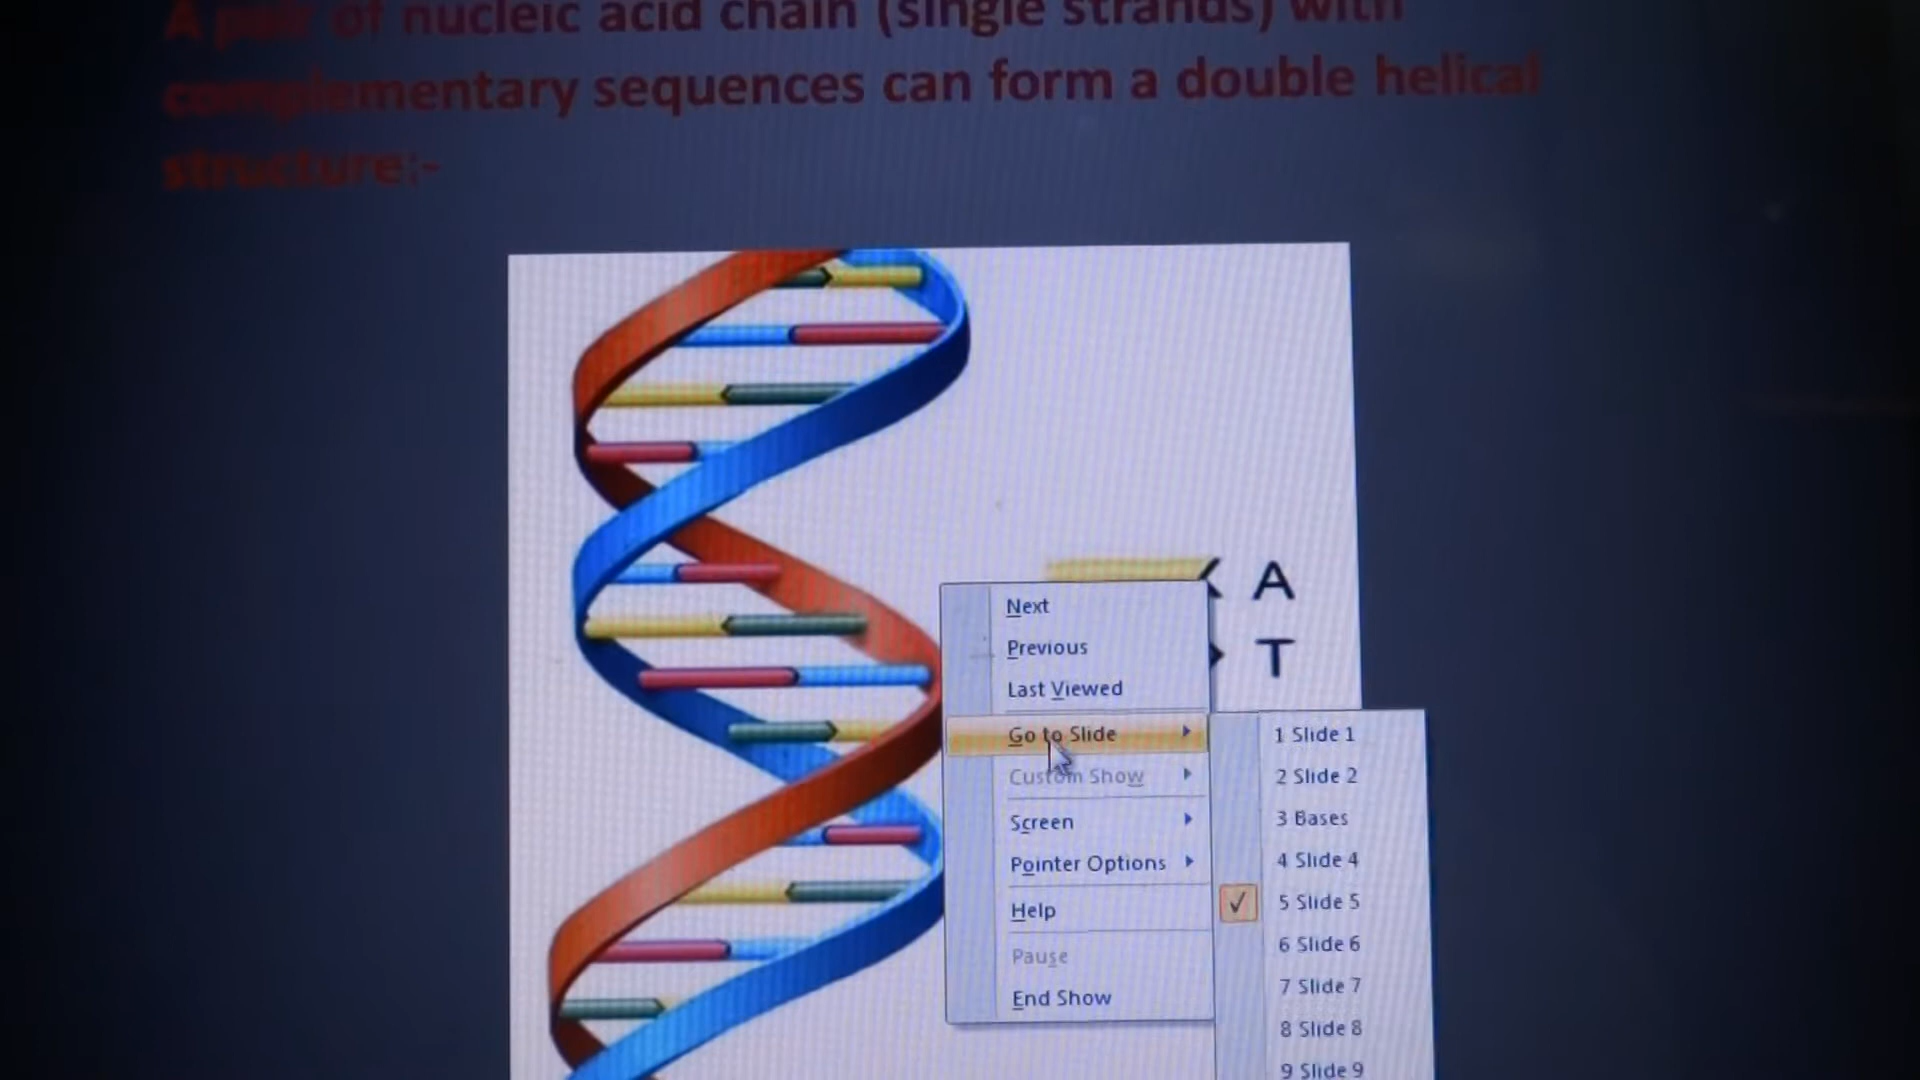 A pair of nucleic acid chain (single strands) with
complementary sequences can form a double helical
structure:-
A
T
Next
Previous
Last Viewed
Go to Slide
Custom Show
Screen
Pointer Options
Help
Pause
End Show
1 Slide 1
2 Slide 2
3 Bases
4 Slide 4
5 Slide 5
6 Slide 6
7 Slide 7
8 Slide 8
9 Slide 9